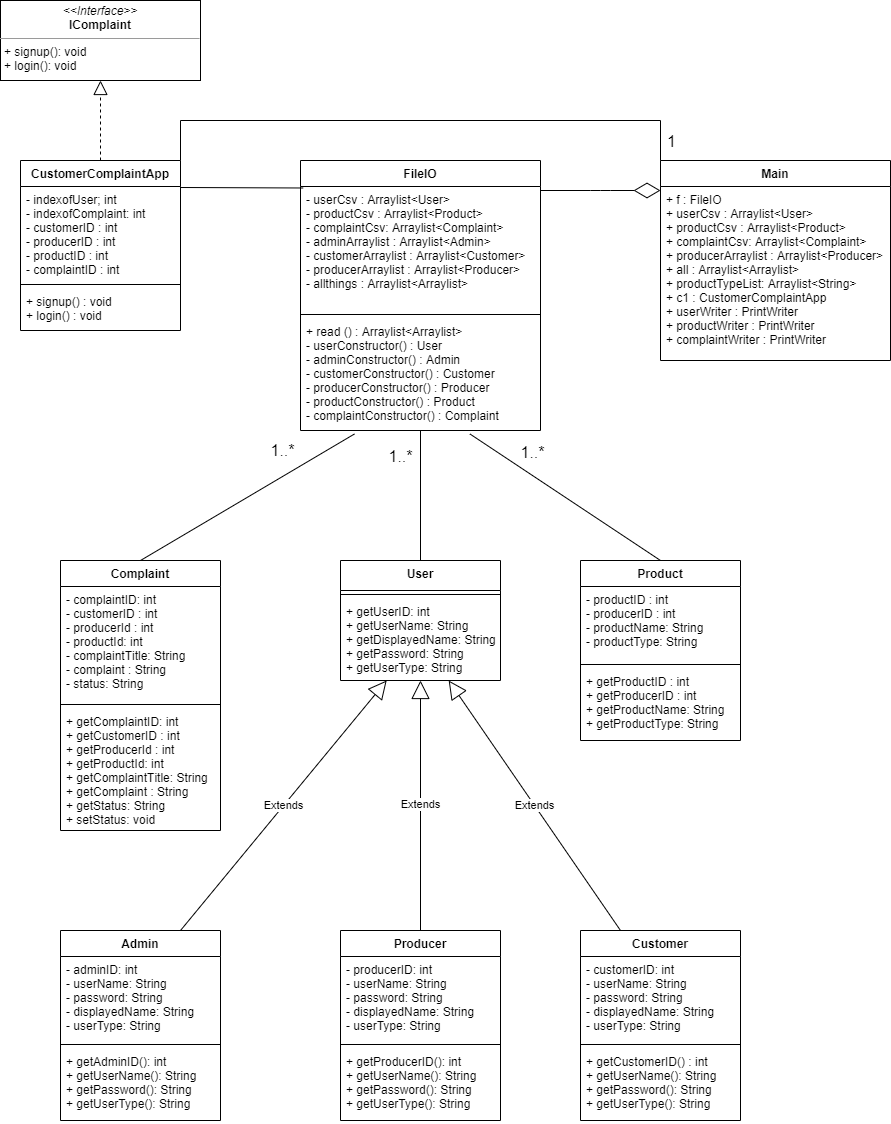 <<Interface>>
IComplaint
+ signup(): void
+ login(): void
1
CustomerComplaintApp
- indexofUser; int
- indexofComplaint: int
- customerID : int
- producerID : int
- productID : int
- complaintID : int
+ signup() : void
+ login() : void
FileIO
- userCsv : Arraylist<User>
- productCsv : Arraylist<Product>
- complaintCsv: Arraylist<Complaint>
- adminArraylist : Arraylist<Admin>
- customerArraylist : Arraylist<Customer>
- producerArraylist : Arraylist<Producer>
- allthings : Arraylist<Arraylist>
+ read () : Arraylist<Arraylist>
- userConstructor() : User
- adminConstructor() : Admin
- customerConstructor() : Customer
- producerConstructor() : Producer
- productConstructor() : Product
- complaintConstructor() : Complaint
Main
+ f : FileIO
+ userCsv : Arraylist<User>
+ productCsv : Arraylist<Product>
+ complaintCsv: Arraylist<Complaint>
+ producerArraylist : Arraylist<Producer>
+ all : Arraylist<Arraylist>
+ productTypeList: Arraylist<String>
+ c1 : CustomerComplaintApp
+ userWriter : PrintWriter
+ productWriter : PrintWriter
+ complaintWriter : PrintWriter
1..*
1..*
1..*
Complaint
- complaintID: int
- customerID : int
- producerId : int
- productId: int
- complaintTitle: String
- complaint : String
- status: String
+ getComplaintID: int
+ getCustomerID : int
+ getProducerId : int
+ getProductId: int
+ getComplaintTitle: String
+ getComplaint : String
+ getStatus: String
+ setStatus: void
User
+ getUserID: int
+ getUserName: String
+ getDisplayedName: String
+ getPassword: String
+ getUserType: String
Product
- productID : int
- producerID : int
- productName: String
- productType: String
+ getProductID : int
+ getProducerID : int
+ getProductName: String
+ getProductType: String
Extends
Extends
Extends
Admin
- adminID: int
- userName: String
- password: String
- displayedName: String
- userType: String
+ getAdminID(): int
+ getUserName(): String
+ getPassword(): String
+ getUserType(): String
Producer
- producerID: int
- userName: String
- password: String
- displayedName: String
- userType: String
+ getProducerID(): int
+ getUserName(): String
+ getPassword(): String
+ getUserType(): String
Customer
- customerID: int
- userName: String
- password: String
- displayedName: String
- userType: String
+ getCustomerID() : int
+ getUserName(): String
+ getPassword(): String
+ getUserType(): String